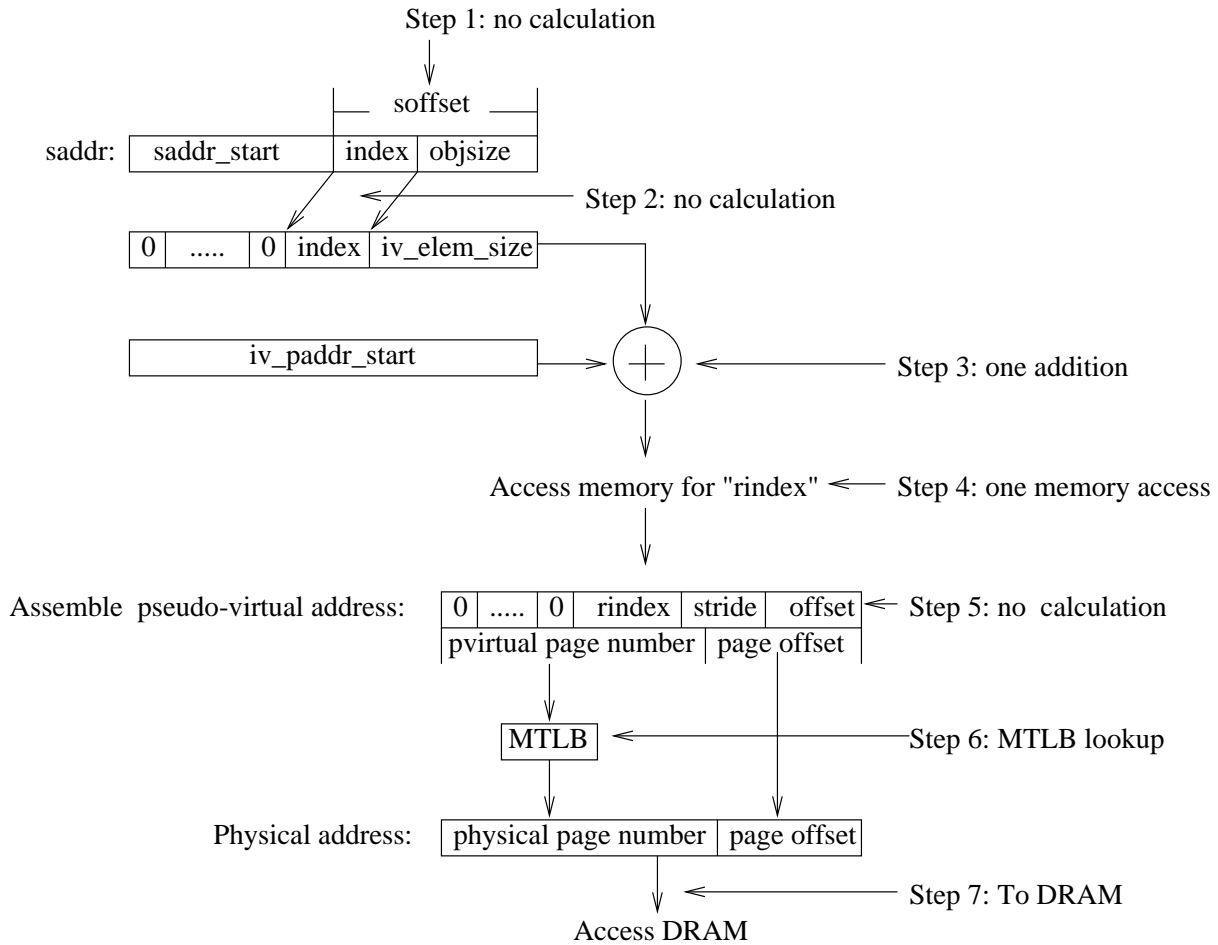 Step 1: no calculation
soffset
saddr: saddr_start index objsize
Step 2: no calculation
0 ..... 0 index iv_elem_size
iv_paddr_start
Step 3: one addition
Access memory for "rindex" Step 4: one memory access
Assemble pseudo-virtual address: 0 ..... 0 rindex stride offset Step 5: no calculation
pvirtual page number page offset
MTLB Step 6: MTLB lookup
Physical address: physical page number page offset
Step 7: To DRAM
Access DRAM